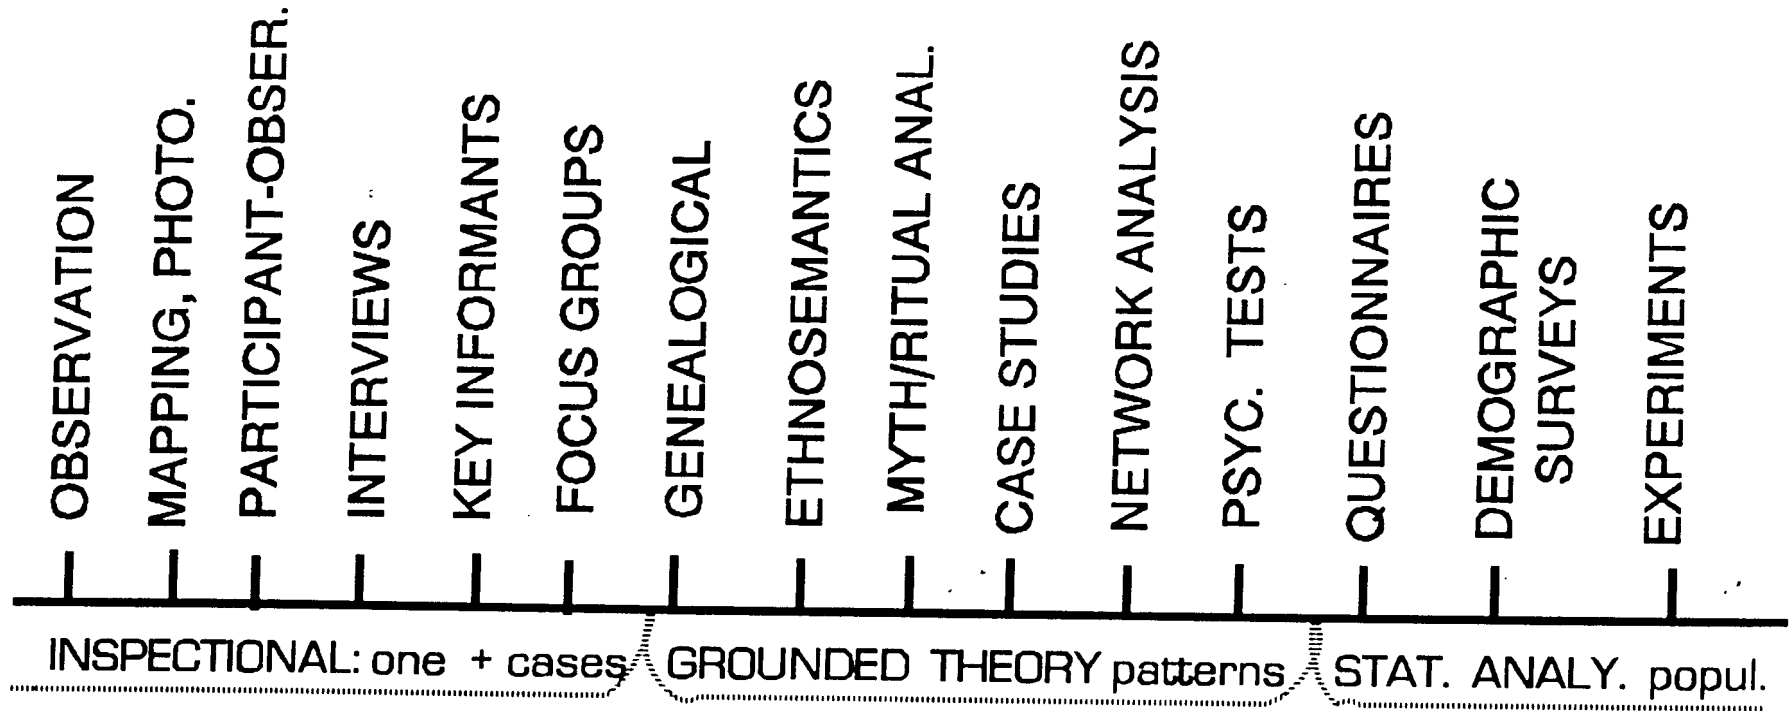 OBSERVATION
MAPPING, PHOTO.
PARTICIPANT-OBSER.
INTERVIEWS
KEY INFORMANTS
FOCUS GROUPS
GENEALOGICAL
ETHNOSEMANTICS
MYTH/RITUAL ANAL.
CASE STUDIES
NETWORK ANALYSIS
PSYC. TESTS
QUESTIONNAIRES
DEMOGRAPHIC
SURVEYS
EXPERIMENTS
INSPECTIONAL: one + cases
GROUNDED THEORY patterns
STAT. ANALY. popul.